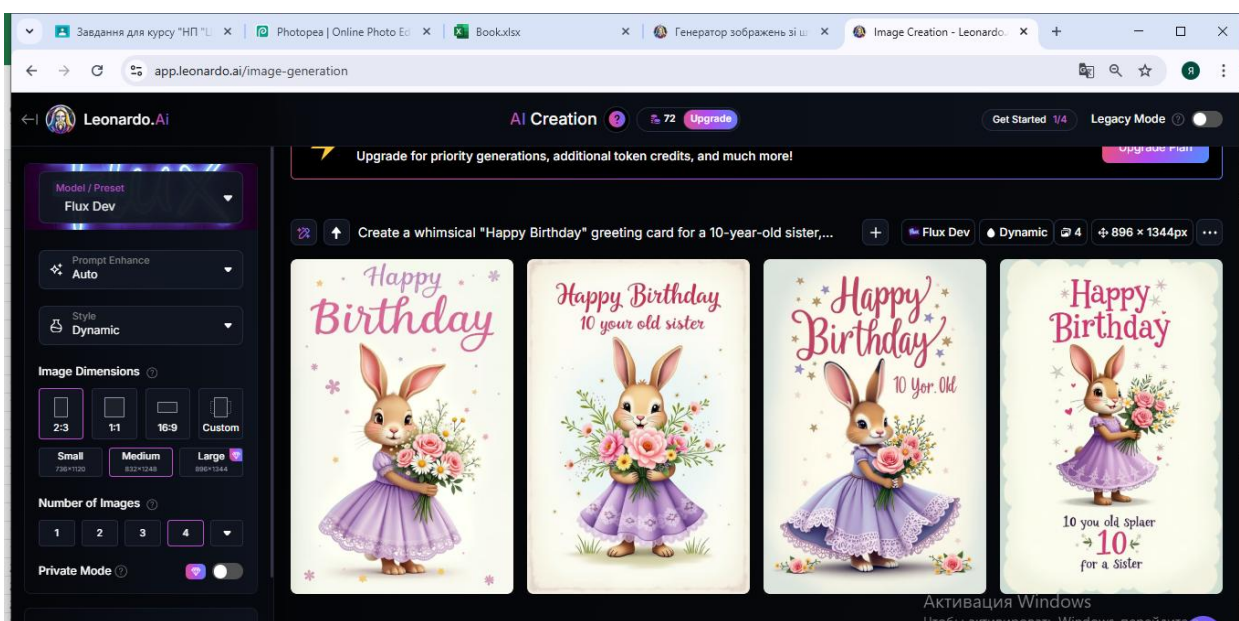 Завдання для курсу "НП "Ц
Photopea | Online Photo Ed
Book.xlsx
Генератор зображень зі ш
Image Creation - Leonardo.
app.leonardo.ai/image-generation
Я
Leonardo.Ai
AI Creation ?
72 Upgrade
Get Started 1/4
Legacy Mode ?
Upgrade for priority generations, additional token credits, and much more!
Upgrade Plan
Model / Preset
Flux Dev
Create a whimsical "Happy Birthday" greeting card for a 10-year-old sister,...
Flux Dev
Dynamic
4
896 × 1344px
Prompt Enhance
Auto
Style
Dynamic
Image Dimensions ?
2:3 1:1 16:9 Custom
Small Medium Large
736×1120 832×1248 896×1344
Number of Images ?
1 2 3 4
Private Mode ?
Happy
Birthday
Happy Birthday
10 your old sister
Happy
Birthday
10 Yor. Old
Happy
Birthday
10 you old splaer
10
for a Sister
Активация Windows